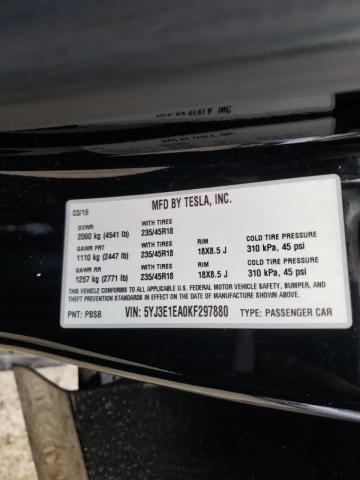 MFD BY TESLA, INC.
03/19
GVWR WITH TIRES
2060 kg (4541 lb) 235/45R18
GAWR FRT WITH TIRES RIM COLD TIRE PRESSURE
1110 kg (2447 lb) 235/45R18 18X8.5 J 310 kPa, 45 psi
GAWR RR WITH TIRES RIM COLD TIRE PRESSURE
1257 kg (2771 lb) 235/45R18 18X8.5 J 310 kPa, 45 psi
THIS VEHICLE CONFORMS TO ALL APPLICABLE U.S. FEDERAL MOTOR VEHICLE SAFETY, BUMPER, AND
THEFT PREVENTION STANDARDS IN EFFECT ON THE DATE OF MANUFACTURE SHOWN ABOVE.
PNT: PBSB VIN: 5YJ3E1EA0KF297880 TYPE: PASSENGER CAR